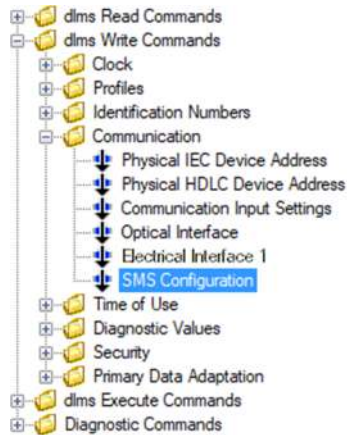 dlms Read Commands
dlms Write Commands
Clock
Profiles
Identification Numbers
Communication
Physical IEC Device Address
Physical HDLC Device Address
Communication Input Settings
Optical Interface
Electrical Interface 1
SMS Configuration
Time of Use
Diagnostic Values
Security
Primary Data Adaptation
dlms Execute Commands
Diagnostic Commands